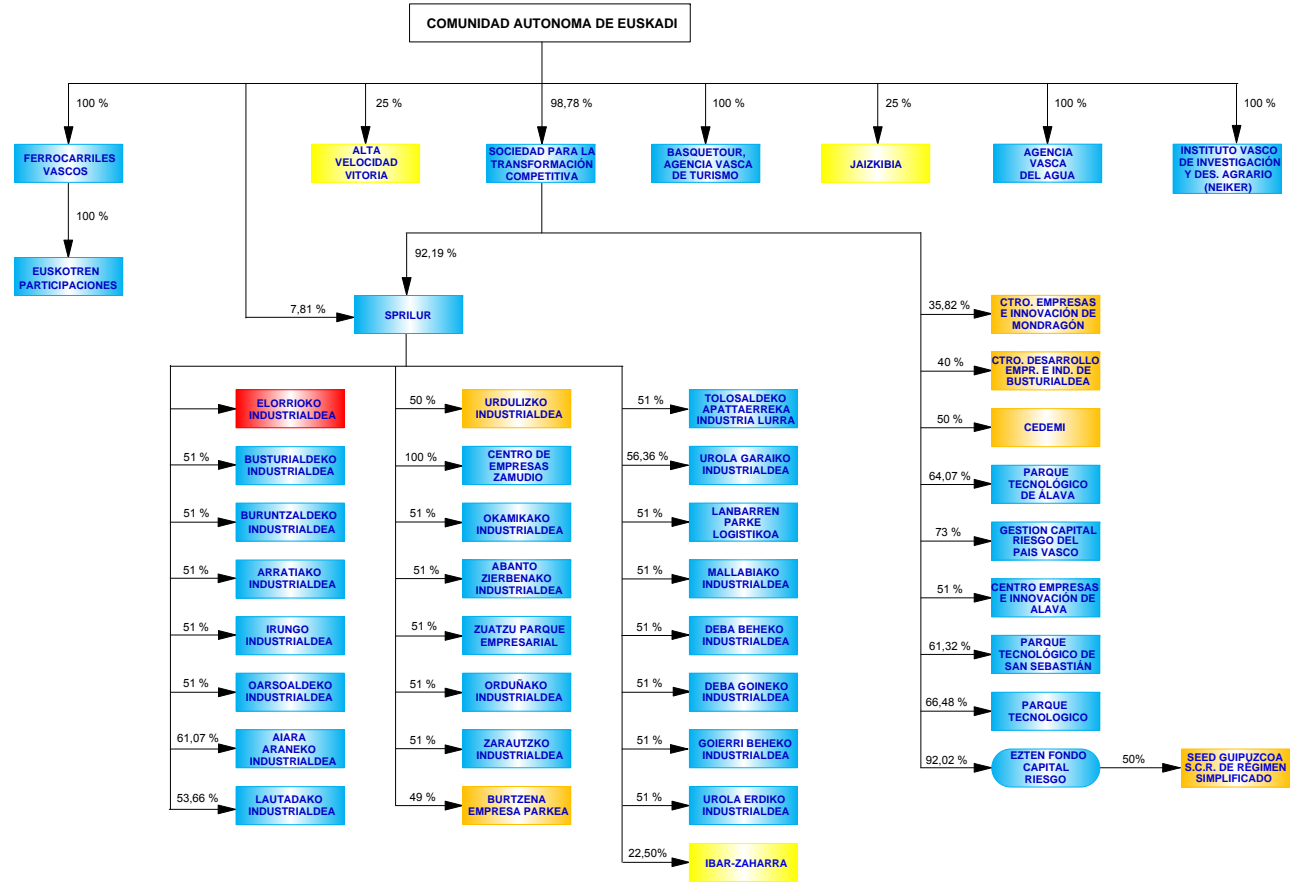 COMUNIDAD AUTONOMA DE EUSKADI
100 %
25 %
98,78 %
100 %
25 %
100 %
100 %
FERROCARRILES
VASCOS
ALTA
VELOCIDAD
VITORIA
SOCIEDAD PARA LA
TRANSFORMACIÓN
COMPETITIVA
BASQUETOUR,
AGENCIA VASCA
DE TURISMO
JAIZKIBIA
AGENCIA
VASCA
DEL AGUA
INSTITUTO VASCO
DE INVESTIGACIÓN
Y DES. AGRARIO
(NEIKER)
100 %
EUSKOTREN
PARTICIPACIONES
92,19 %
7,81 %
SPRILUR
ELORRIOKO
INDUSTRIALDEA
51 %
BUSTURIALDEKO
INDUSTRIALDEA
51 %
BURUNTZALDEKO
INDUSTRIALDEA
51 %
ARRATIAKO
INDUSTRIALDEA
51 %
IRUNGO
INDUSTRIALDEA
51 %
OARSOALDEKO
INDUSTRIALDEA
61,07 %
AIARA
ARANEKO
INDUSTRIALDEA
53,66 %
LAUTADAKO
INDUSTRIALDEA
50 %
URDULIZKO
INDUSTRIALDEA
100 %
CENTRO DE
EMPRESAS
ZAMUDIO
51 %
OKAMIKAKO
INDUSTRIALDEA
51 %
ABANTO
ZIERBENAKO
INDUSTRIALDEA
51 %
ZUATZU PARQUE
EMPRESARIAL
51 %
ORDUÑAKO
INDUSTRIALDEA
51 %
ZARAUTZKO
INDUSTRIALDEA
49 %
BURTZENA
EMPRESA PARKEA
51 %
TOLOSALDEKO
APATTAERREKA
INDUSTRIA LURRA
56,36 %
UROLA GARAIKO
INDUSTRIALDEA
51 %
LANBARREN
PARKE
LOGISTIKOA
51 %
MALLABIAKO
INDUSTRIALDEA
51 %
DEBA BEHEKO
INDUSTRIALDEA
51 %
DEBA GOINEKO
INDUSTRIALDEA
51 %
GOIERRI BEHEKO
INDUSTRIALDEA
51 %
UROLA ERDIKO
INDUSTRIALDEA
22,50%
IBAR-ZAHARRA
35,82 %
CTRO. EMPRESAS
E INNOVACIÓN DE
MONDRAGÓN
40 %
CTRO. DESARROLLO
EMPR. E IND. DE
BUSTURIALDEA
50 %
CEDEMI
64,07 %
PARQUE
TECNOLÓGICO
DE ÁLAVA
73 %
GESTION CAPITAL
RIESGO DEL
PAIS VASCO
51 %
CENTRO EMPRESAS
E INNOVACIÓN DE
ALAVA
61,32 %
PARQUE
TECNOLÓGICO DE
SAN SEBASTIÁN
66,48 %
PARQUE
TECNOLOGICO
92,02 %
EZTEN FONDO
CAPITAL
RIESGO
50%
SEED GUIPUZCOA
S.C.R. DE RÉGIMEN
SIMPLIFICADO